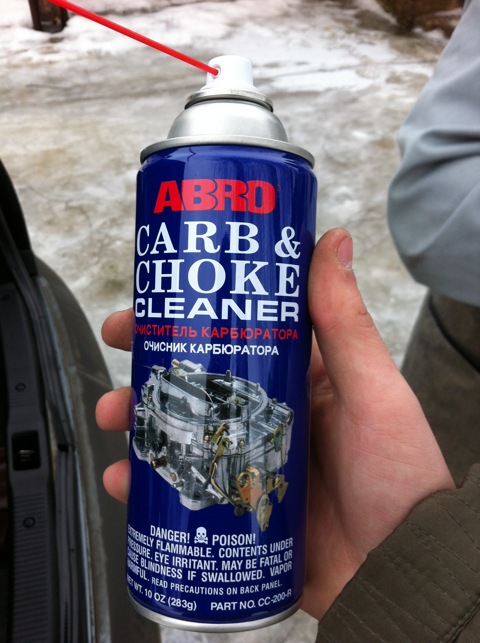 ABRO
CARB &
CHOKE
CLEANER
ОЧИСТИТЕЛЬ КАРБЮРАТОРА
ОЧИСНИК КАРБЮРАТОРА
DANGER! POISON!
EXTREMELY FLAMMABLE. CONTENTS UNDER
PRESSURE. EYE IRRITANT. MAY BE FATAL OR
CAUSE BLINDNESS IF SWALLOWED. VAPOR
HARMFUL. READ PRECAUTIONS ON BACK PANEL.
NET WT. 10 OZ (283g) PART NO. CC-200-R